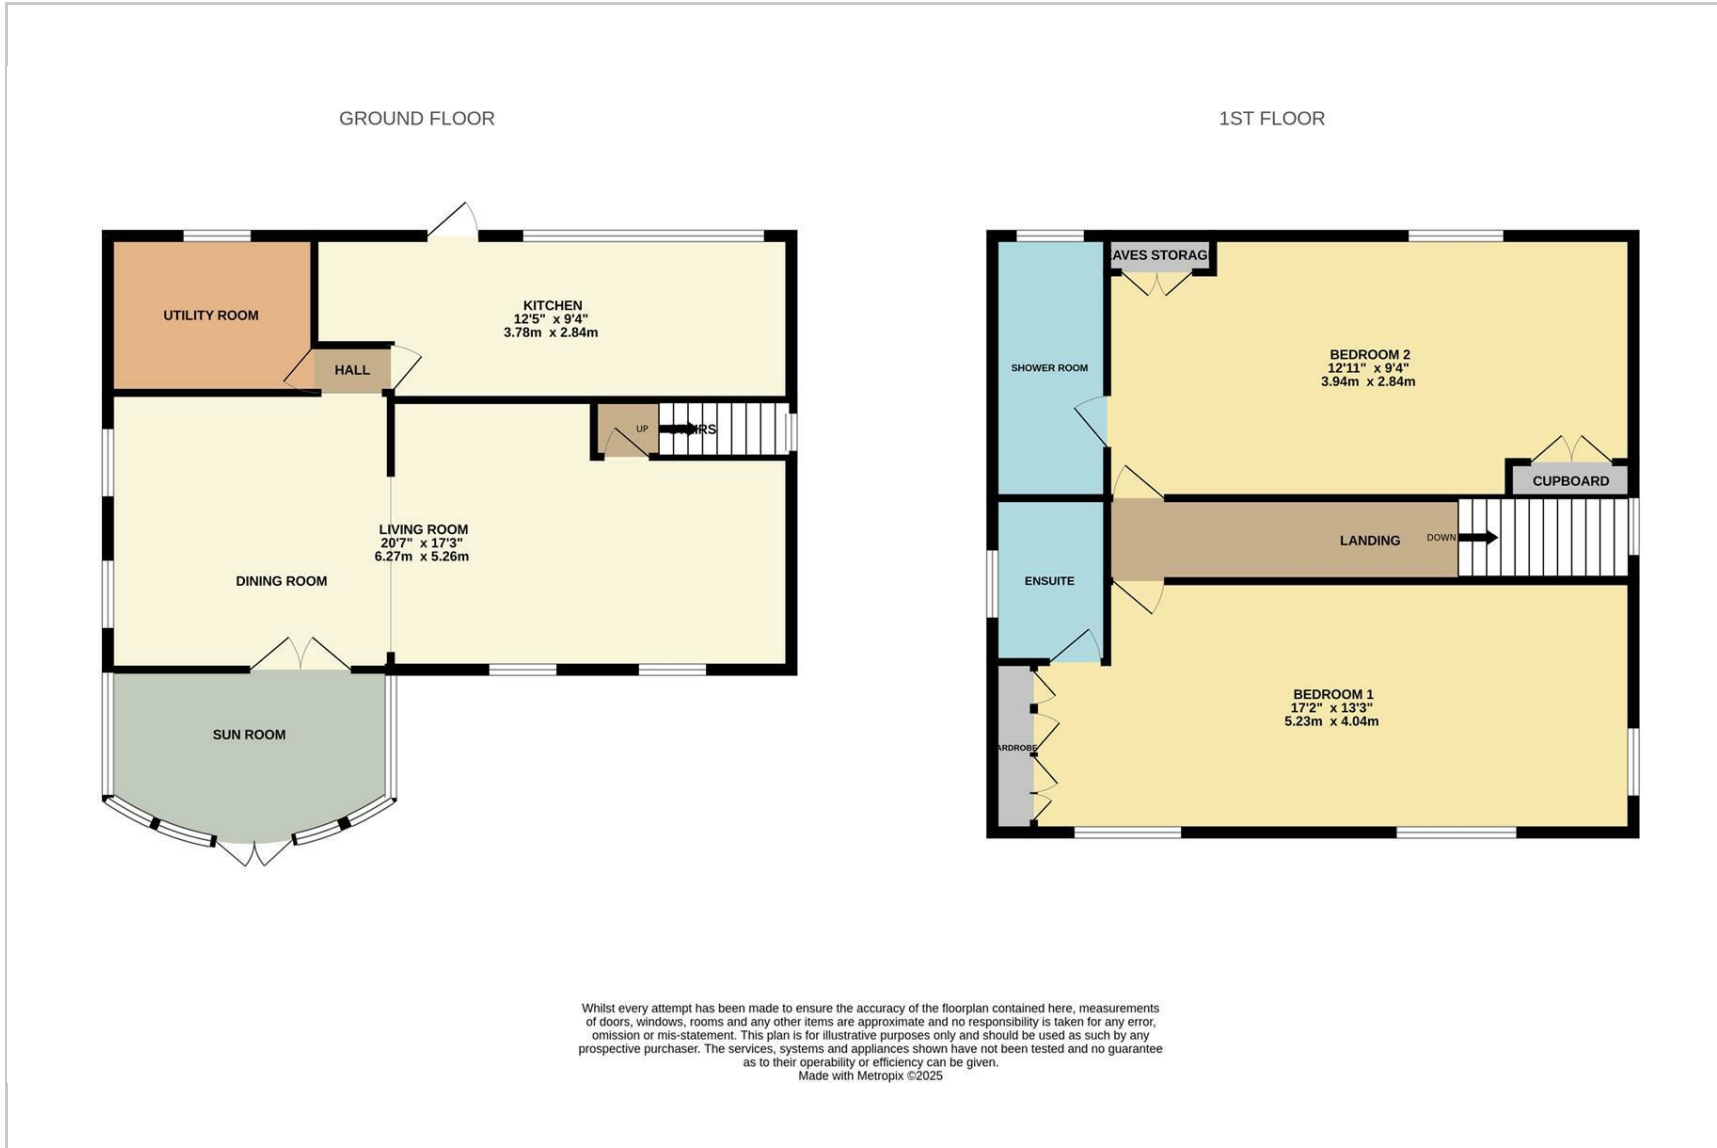 GROUND FLOOR
1ST FLOOR
UTILITY ROOM
KITCHEN
12'5" x 9'4"
3.78m x 2.84m
HALL
UP
LIVING ROOM
20'7" x 17'3"
6.27m x 5.26m
DINING ROOM
SUN ROOM
EAVES STORAGE
SHOWER ROOM
BEDROOM 2
12'11" x 9'4"
3.94m x 2.84m
CUPBOARD
LANDING
DOWN
ENSUITE
BEDROOM 1
17'2" x 13'3"
5.23m x 4.04m
ARDROBE
Whilst every attempt has been made to ensure the accuracy of the floorplan contained here, measurements
of doors, windows, rooms and any other items are approximate and no responsibility is taken for any error,
omission or mis-statement. This plan is for illustrative purposes only and should be used as such by any
prospective purchaser. The services, systems and appliances shown have not been tested and no guarantee
as to their operability or efficiency can be given.
Made with Metropix ©2025